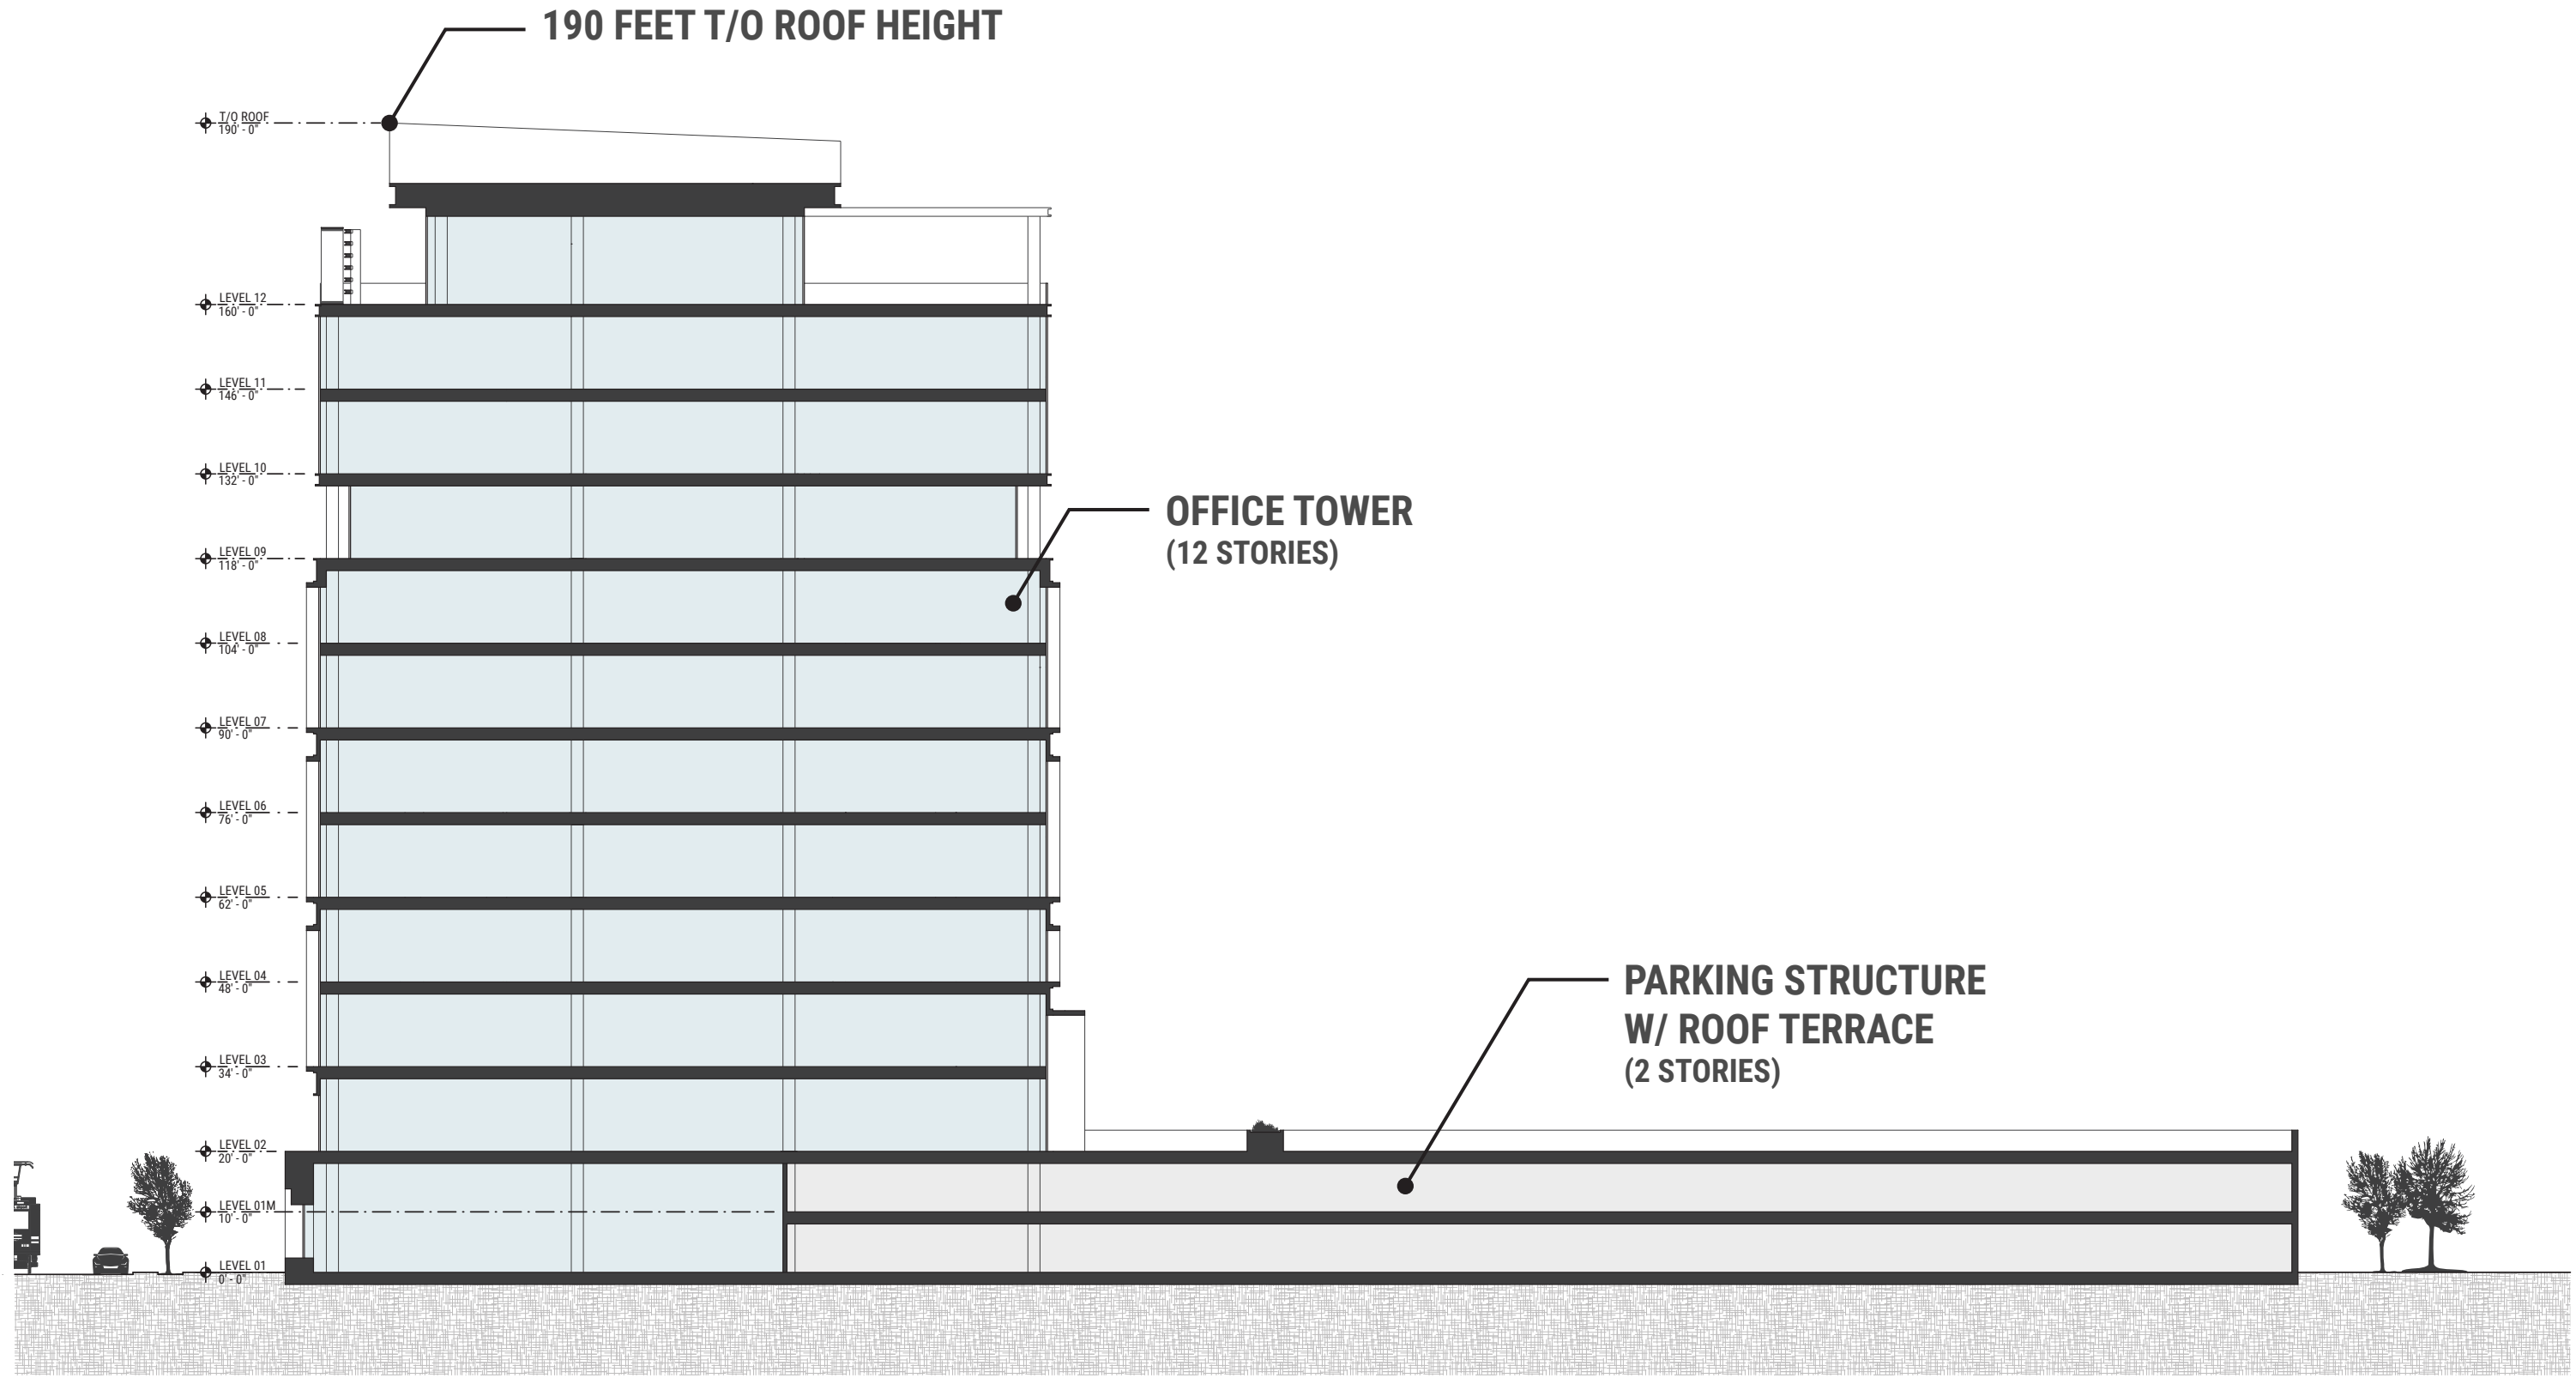 190 FEET T/O ROOF HEIGHT
T/O ROOF
190' - 0"
LEVEL 12
160' - 0"
LEVEL 11
146' - 0"
LEVEL 10
132' - 0"
OFFICE TOWER
(12 STORIES)
LEVEL 09
118' - 0"
LEVEL 08
104' - 0"
LEVEL 07
90' - 0"
LEVEL 06
76' - 0"
LEVEL 05
62' - 0"
LEVEL 04
48' - 0"
PARKING STRUCTURE
W/ ROOF TERRACE
(2 STORIES)
LEVEL 03
34' - 0"
LEVEL 02
20' - 0"
LEVEL 01M
10' - 0"
LEVEL 01
0' - 0"